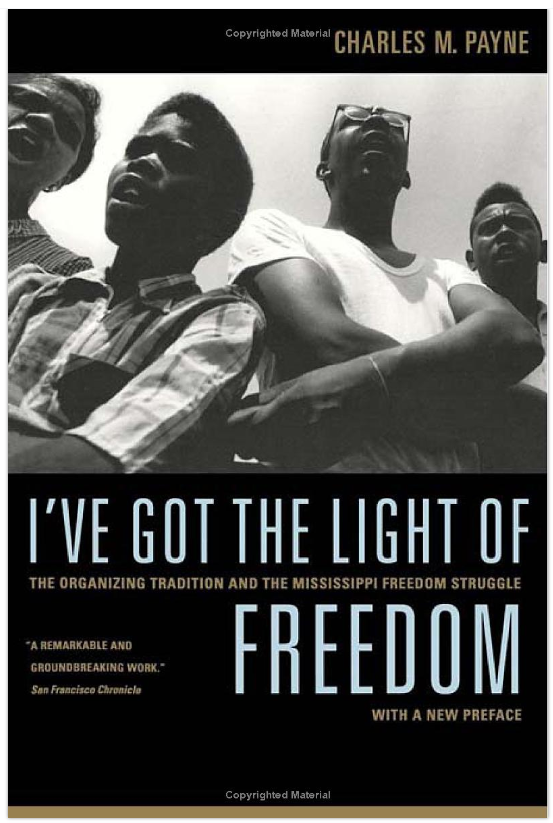 Copyrighted Material
CHARLES M. PAYNE
I'VE GOT THE LIGHT OF
THE ORGANIZING TRADITION AND THE MISSISSIPPI FREEDOM STRUGGLE
FREEDOM
"A REMARKABLE AND
GROUNDBREAKING WORK."
San Francisco Chronicle
WITH A NEW PREFACE
Copyrighted Material